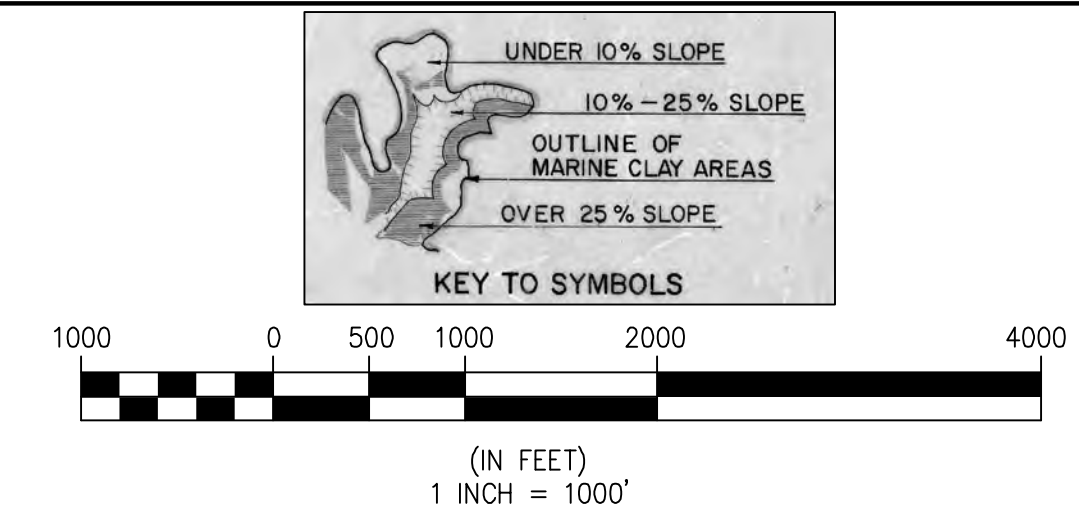 UNDER 10% SLOPE
10%-25% SLOPE
OUTLINE OF
MARINE CLAY AREAS
OVER 25% SLOPE
KEY TO SYMBOLS
1000 0 500 1000 2000 4000
(IN FEET)
1 INCH = 1000'